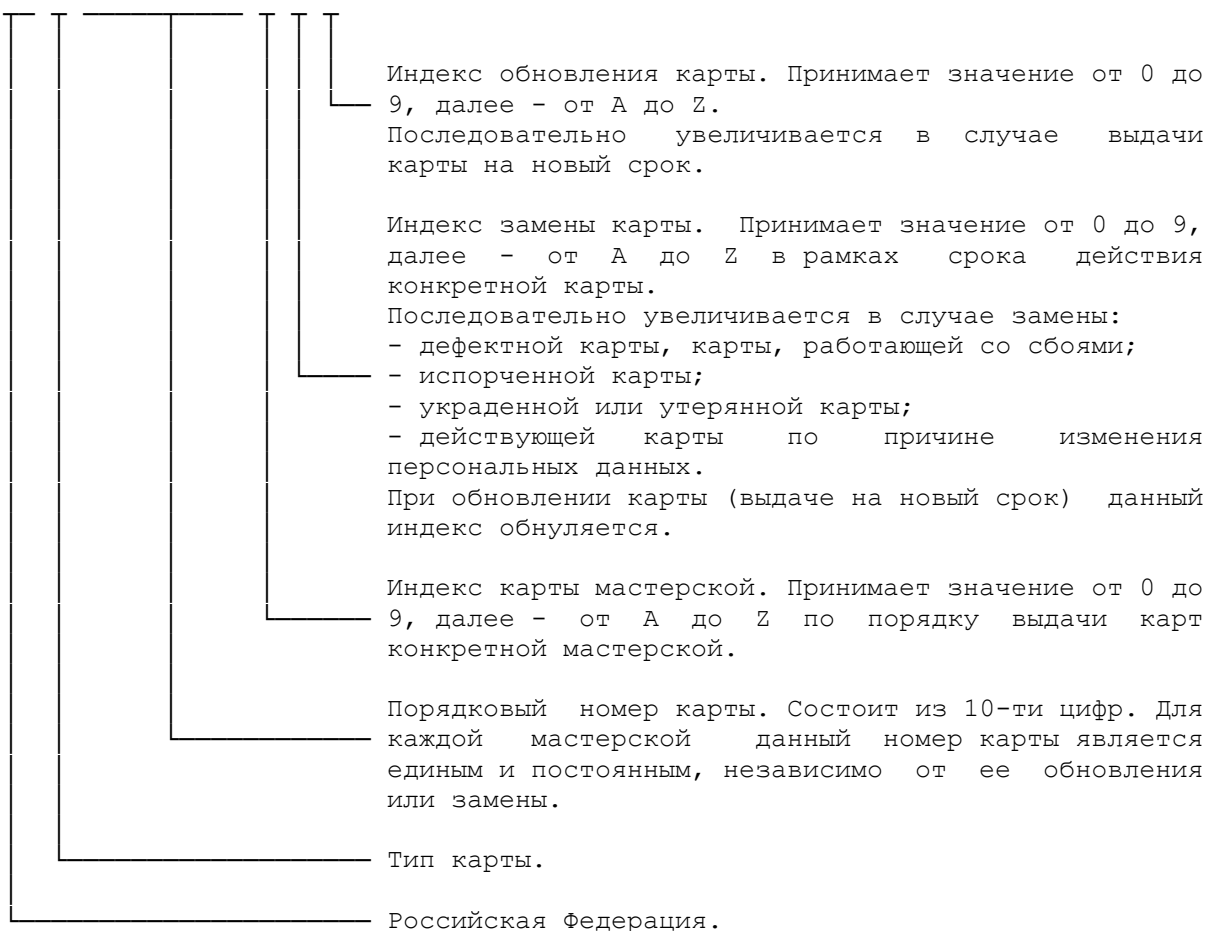 Индекс обновления карты. Принимает значение от 0 до
9, далее - от A до Z.
Последовательно увеличивается в случае выдачи
карты на новый срок.
Индекс замены карты. Принимает значение от 0 до 9,
далее - от A до Z в рамках срока действия
конкретной карты.
Последовательно увеличивается в случае замены:
- дефектной карты, карты, работающей со сбоями;
- испорченной карты;
- украденной или утерянной карты;
- действующей карты по причине изменения
персональных данных.
При обновлении карты (выдаче на новый срок) данный
индекс обнуляется.
Индекс карты мастерской. Принимает значение от 0 до
9, далее - от A до Z по порядку выдачи карт
конкретной мастерской.
Порядковый номер карты. Состоит из 10-ти цифр. Для
каждой мастерской данный номер карты является
единым и постоянным, независимо от ее обновления
или замены.
Тип карты.
Российская Федерация.